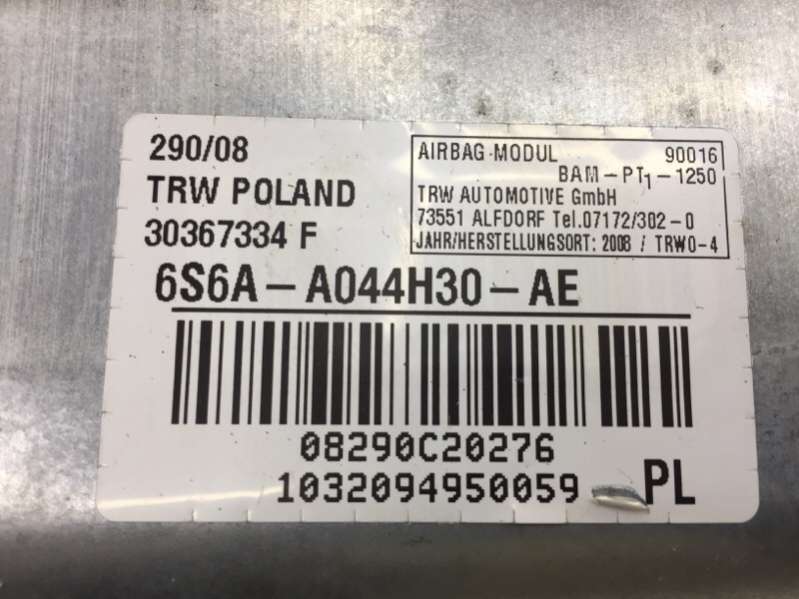 290/08
TRW POLAND
30367334 F
AIRBAG-MODUL 90016
BAM-PT1-1250
TRW AUTOMOTIVE GmbH
73551 ALFDORF Tel.07172/302-0
JAHR/HERSTELLUNGSORT: 2008 / TRWO-4
6S6A-A044H30-AE
08290C20276
1032094950059
PL